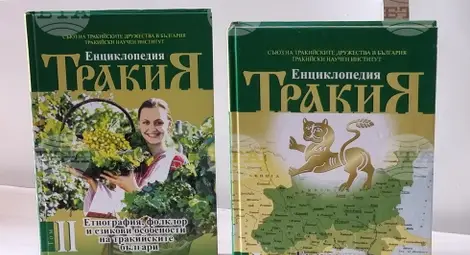 СЪЮЗ НА ТРАКИЙСКИТЕ ДРУЖЕСТВА В БЪЛГАРИЯ
ТРАКИЙСКИ НАУЧЕН ИНСТИТУТ
Енциклопедия
ТРАКИЯ
Том II
Етнография, фолклор
и езикови особености
на тракийските
българи
СЪЮЗ НА ТРАКИЙСКИТЕ ДРУЖЕСТВА В БЪЛГАРИЯ
ТРАКИЙСКИ НАУЧЕН ИНСТИТУТ
Енциклопедия
ТРАКИЯ